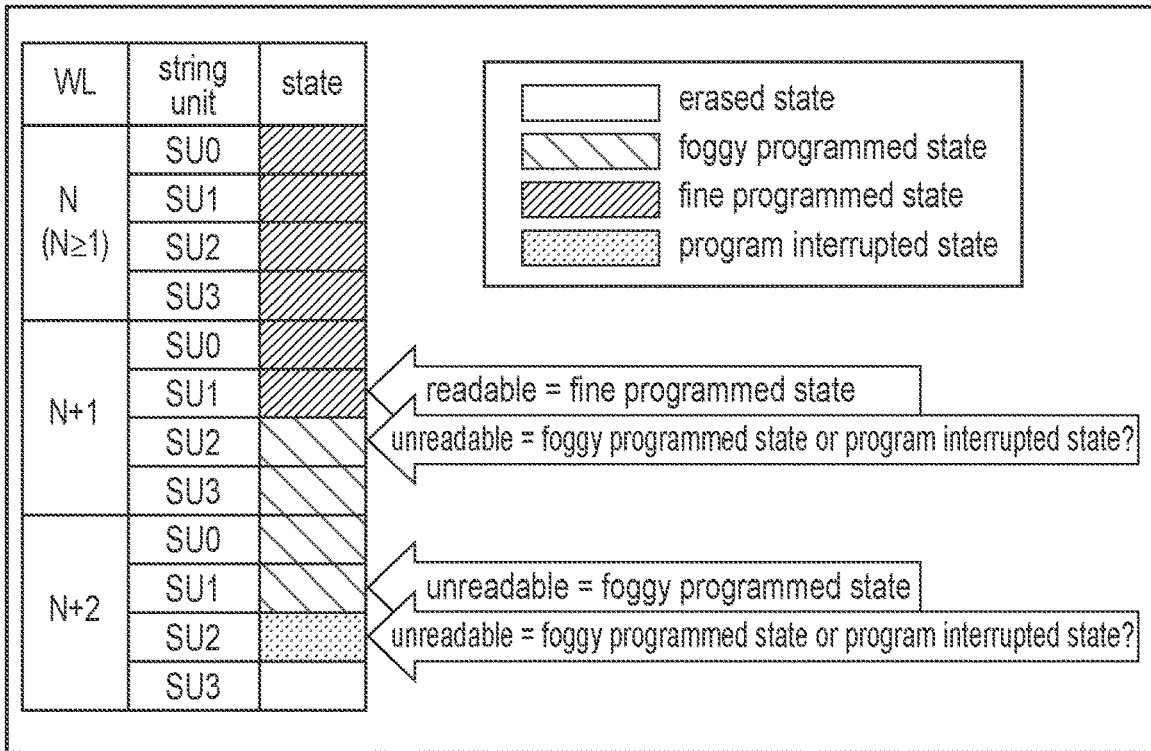 WL
string
unit
state
erased state
foggy programmed state
fine programmed state
program interrupted state
N
(N≥1)
SU0
SU1
SU2
SU3
N+1
SU0
SU1
SU2
SU3
readable = fine programmed state
unreadable = foggy programmed state or program interrupted state?
N+2
SU0
SU1
SU2
SU3
unreadable = foggy programmed state
unreadable = foggy programmed state or program interrupted state?